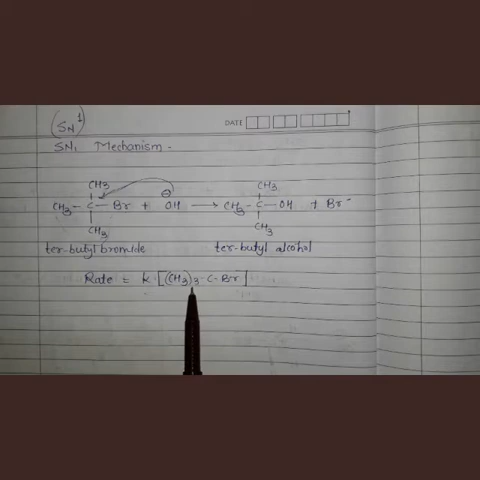 SN1
DATE
SN1 Mechanism -
CH3 CH3
CH3 - C - Br + OH ⊖ → CH3 - C - OH + Br-
CH3 CH3
ter-butyl bromide ter-butyl alcohol
Rate = k [(CH3)3-C-Br]